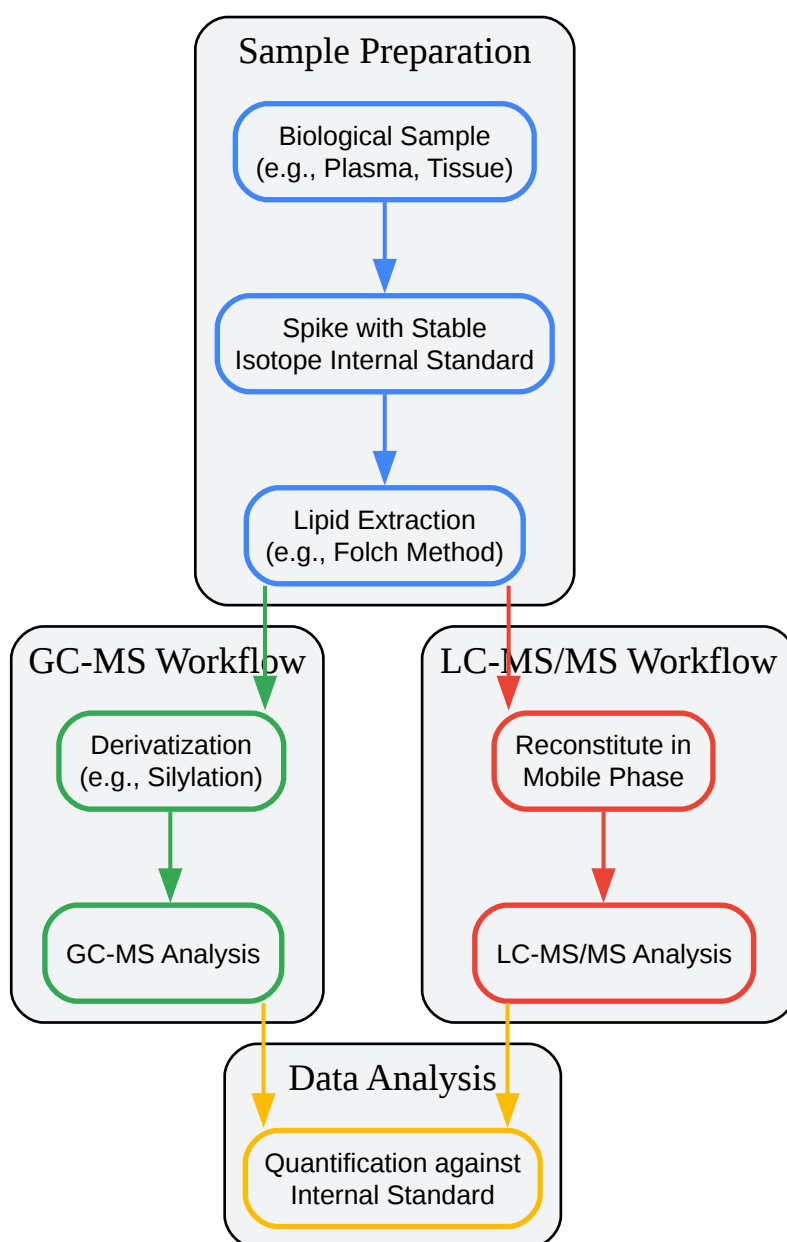 Sample Preparation
Biological Sample
(e.g., Plasma, Tissue)
Spike with Stable
Isotope Internal Standard
Lipid Extraction
(e.g., Folch Method)
GC-MS Workflow
Derivatization
(e.g., Silylation)
GC-MS Analysis
LC-MS/MS Workflow
Reconstitute in
Mobile Phase
LC-MS/MS Analysis
Data Analysis
Quantification against
Internal Standard